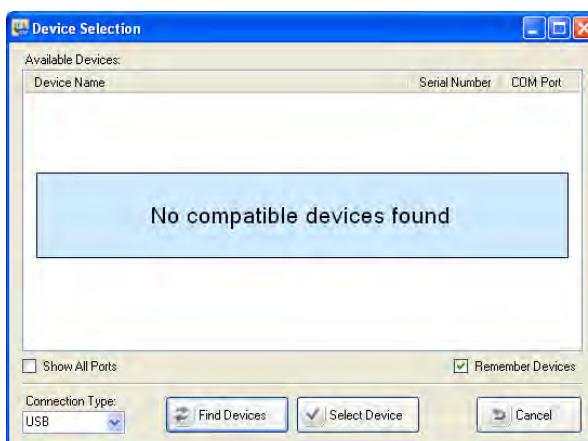 Device Selection
Available Devices:
Device Name Serial Number COM Port
No compatible devices found
Show All Ports Remember Devices
Connection Type:
USB Find Devices Select Device Cancel